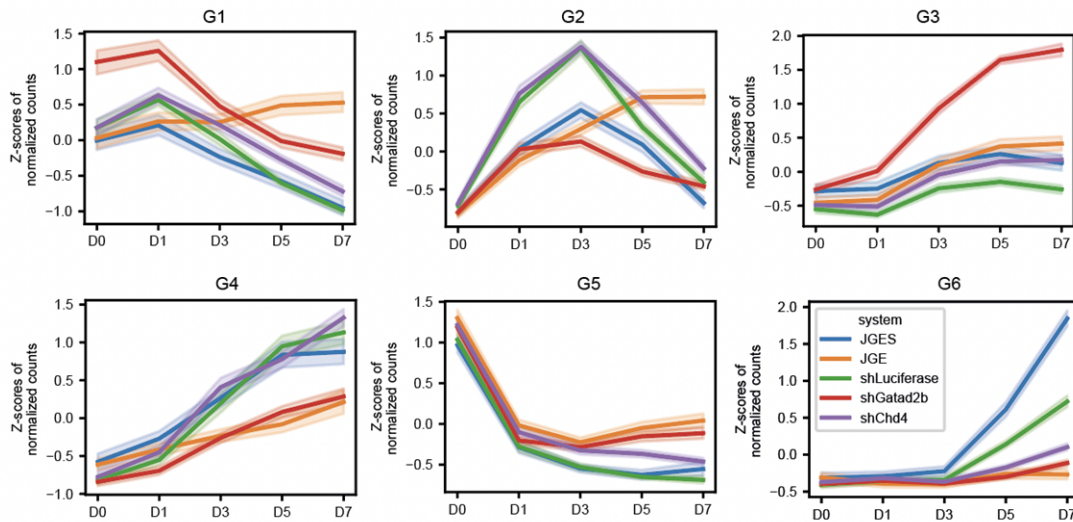 G1
Z-scores of
normalized counts
1.5
1.0
0.5
0.0
−0.5
−1.0
D0 D1 D3 D5 D7
G2
Z-scores of
normalized counts
1.5
1.0
0.5
0.0
−0.5
D0 D1 D3 D5 D7
G3
Z-scores of
normalized counts
2.0
1.5
1.0
0.5
0.0
−0.5
D0 D1 D3 D5 D7
G4
Z-scores of
normalized counts
1.5
1.0
0.5
0.0
−0.5
−1.0
D0 D1 D3 D5 D7
G5
Z-scores of
normalized counts
1.5
1.0
0.5
0.0
−0.5
D0 D1 D3 D5 D7
G6
Z-scores of
normalized counts
2.0
1.5
1.0
0.5
0.0
−0.5
system
JGES
JGE
shLuciferase
shGatad2b
shChd4
D0 D1 D3 D5 D7